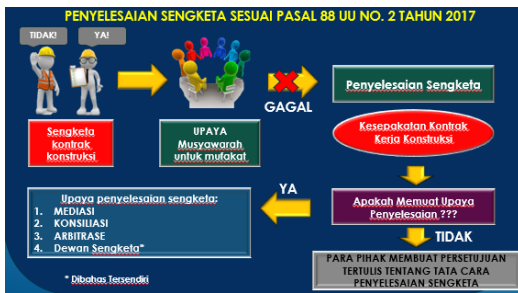 PENYELESAIAN SENGKETA SESUAI PASAL 88 UU NO. 2 TAHUN 2017
TIDAK!
YA!
GAGAL
Penyelesaian Sengketa
Sengketa
kontrak
konstruksi
UPAYA
Musyawarah
untuk mufakat
Kesepakatan Kontrak
Kerja Konstruksi
Upaya penyelesaian sengketa:
1. MEDIASI
2. KONSILIASI
3. ARBITRASE
4. Dewan Sengketa*
YA
Apakah Memuat Upaya
Penyelesaian ???
TIDAK
* Dibahas Tersendiri
PARA PIHAK MEMBUAT PERSETUJUAN
TERTULIS TENTANG TATA CARA
PENYELESAIAN SENGKETA